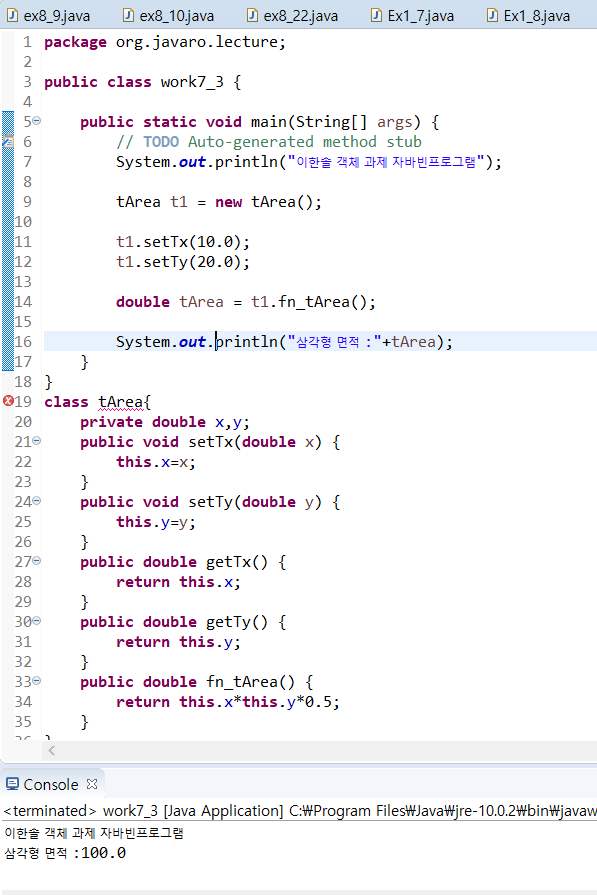 ex8_9.java ex8_10.java ex8_22.java Ex1_7.java Ex1_8.java
1 package org.javaro.lecture;
2
3 public class work7_3 {
4
5 public static void main(String[] args) {
6 // TODO Auto-generated method stub
7 System.out.println("이한솔 객체 과제 자바빈프로그램");
8
9 tArea t1 = new tArea();
10
11 t1.setTx(10.0);
12 t1.setTy(20.0);
13
14 double tArea = t1.fn_tArea();
15
16 System.out.println("삼각형 면적 :"+tArea);
17 }
18 }
19 class tArea{
20 private double x,y;
21 public void setTx(double x) {
22 this.x=x;
23 }
24 public void setTy(double y) {
25 this.y=y;
26 }
27 public double getTx() {
28 return this.x;
29 }
30 public double getTy() {
31 return this.y;
32 }
33 public double fn_tArea() {
34 return this.x*this.y*0.5;
35 }
36 }
Console
<terminated> work7_3 [Java Application] C:₩Program Files₩Java₩jre-10.0.2₩bin₩javaw
이한솔 객체 과제 자바빈프로그램
삼각형 면적 :100.0